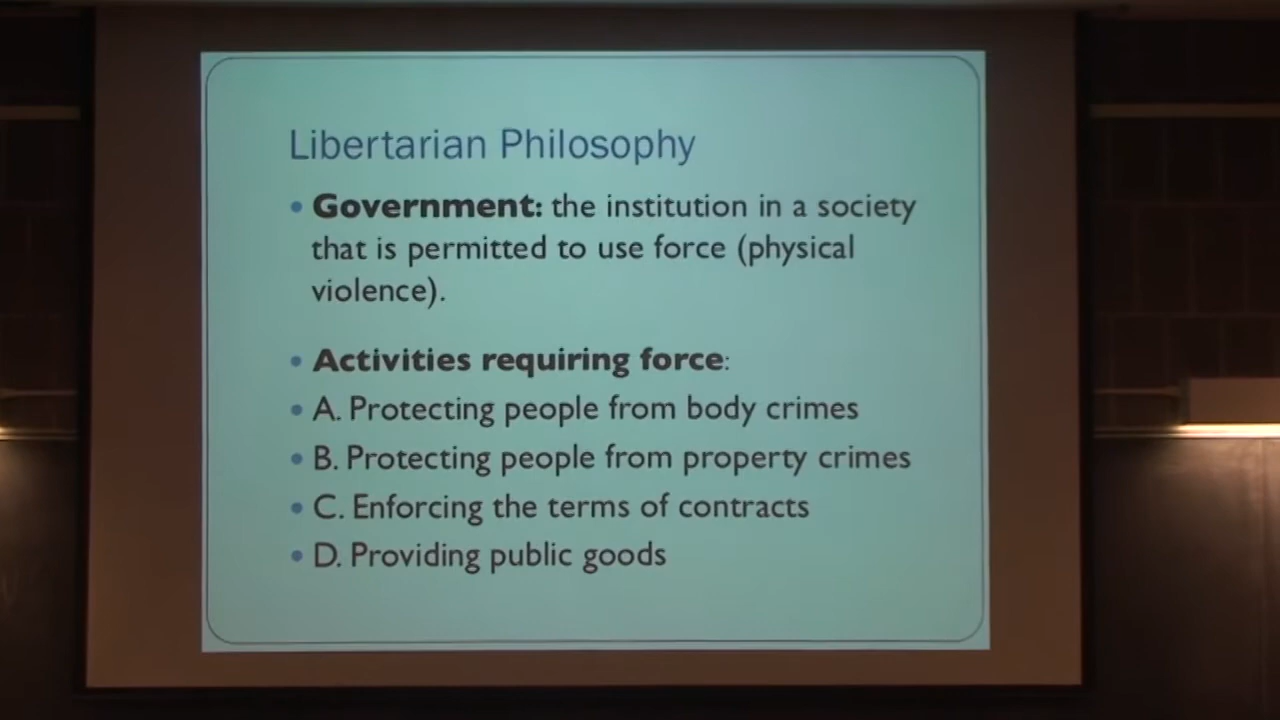 Libertarian Philosophy
• Government: the institution in a society
that is permitted to use force (physical
violence).
• Activities requiring force:
• A. Protecting people from body crimes
• B. Protecting people from property crimes
• C. Enforcing the terms of contracts
• D. Providing public goods